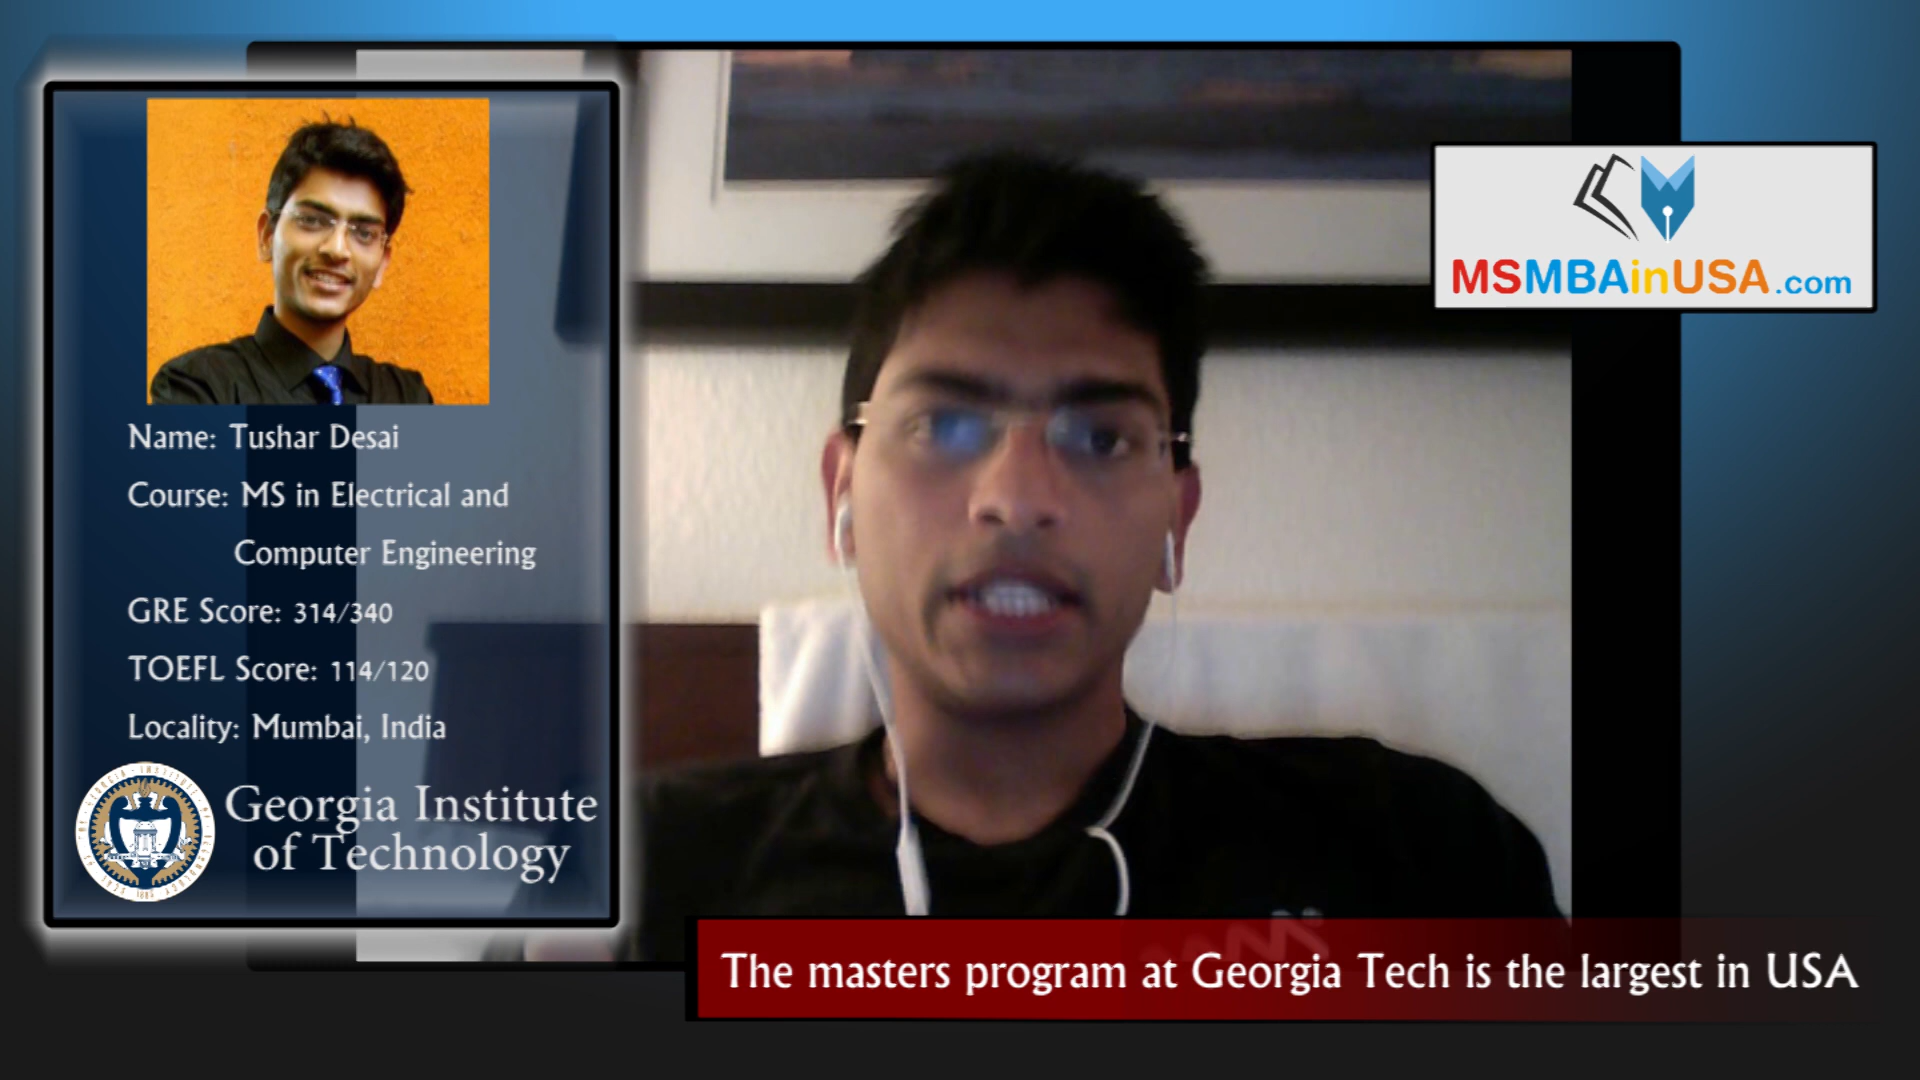 MSMBAinUSA.com
Name: Tushar Desai
Course: MS in Electrical and
Computer Engineering
GRE Score: 314/340
TOEFL Score: 114/120
Locality: Mumbai, India
Georgia Institute
of Technology
The masters program at Georgia Tech is the largest in USA